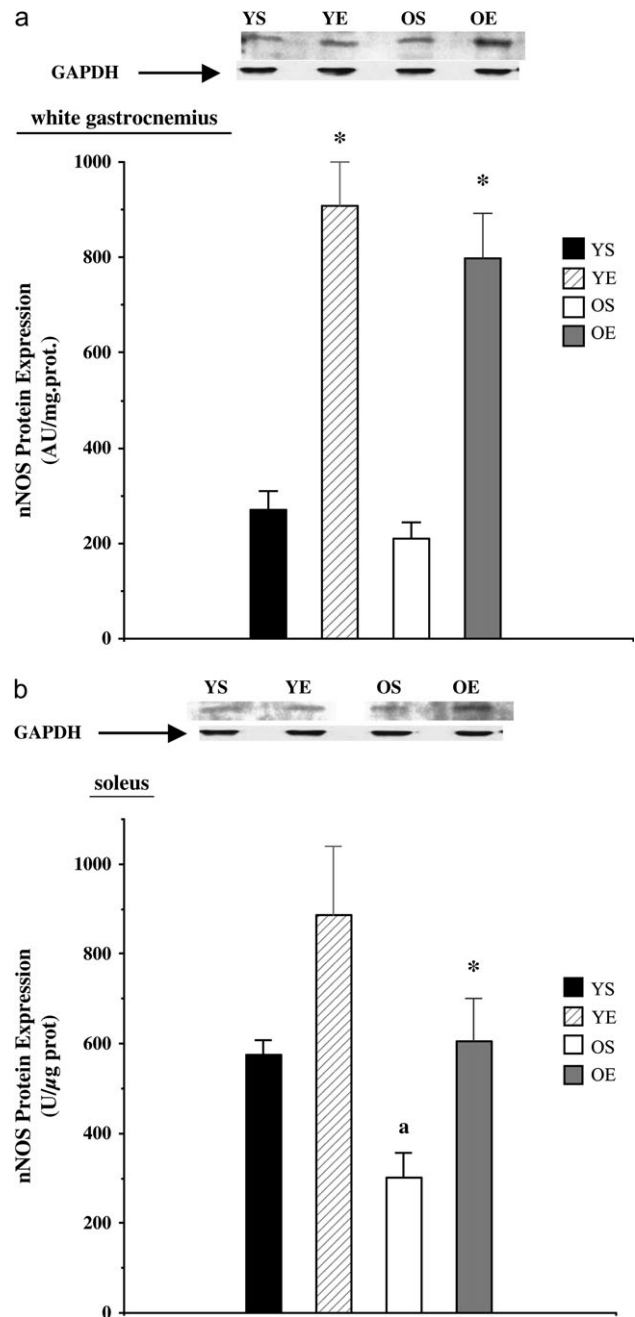 a
YS YE OS OE
GAPDH
white gastrocnemius
* *
1000
800
600
400
200
0
nNOS Protein Expression
(AU/mg.prot.)
YS
YE
OS
OE
b
YS YE OS OE
GAPDH
soleus
a *
1000
800
600
400
200
0
nNOS Protein Expression
(U/µg prot)
YS
YE
OS
OE